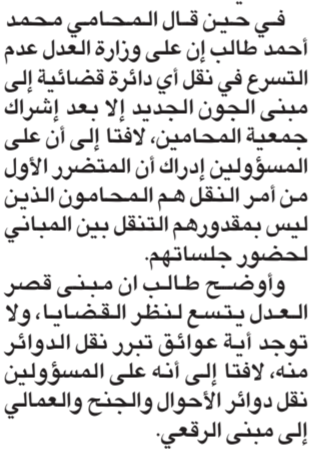 في حين قال المحامي محمد
أحمد طالب إن على وزارة العدل عدم
التسرع في نقل أي دائرة قضائية إلى
مبنى الجون الجديد إلا بعد إشراك
جمعية المحامين، لافتا إلى أن على
المسؤولين إدراك أن المتضرر الأول
من أمر النقل هم المحامون الذين
ليس بمقدورهم التنقل بين المباني
لحضور جلساتهم.
وأوضح طالب ان مبنى قصر
العدل يتسع لنظر القضايا، ولا
توجد أية عوائق تبرر نقل الدوائر
منه، لافتا إلى أنه على المسؤولين
نقل دوائر الأحوال والجنح والعمالي
إلى مبنى الرقعي.